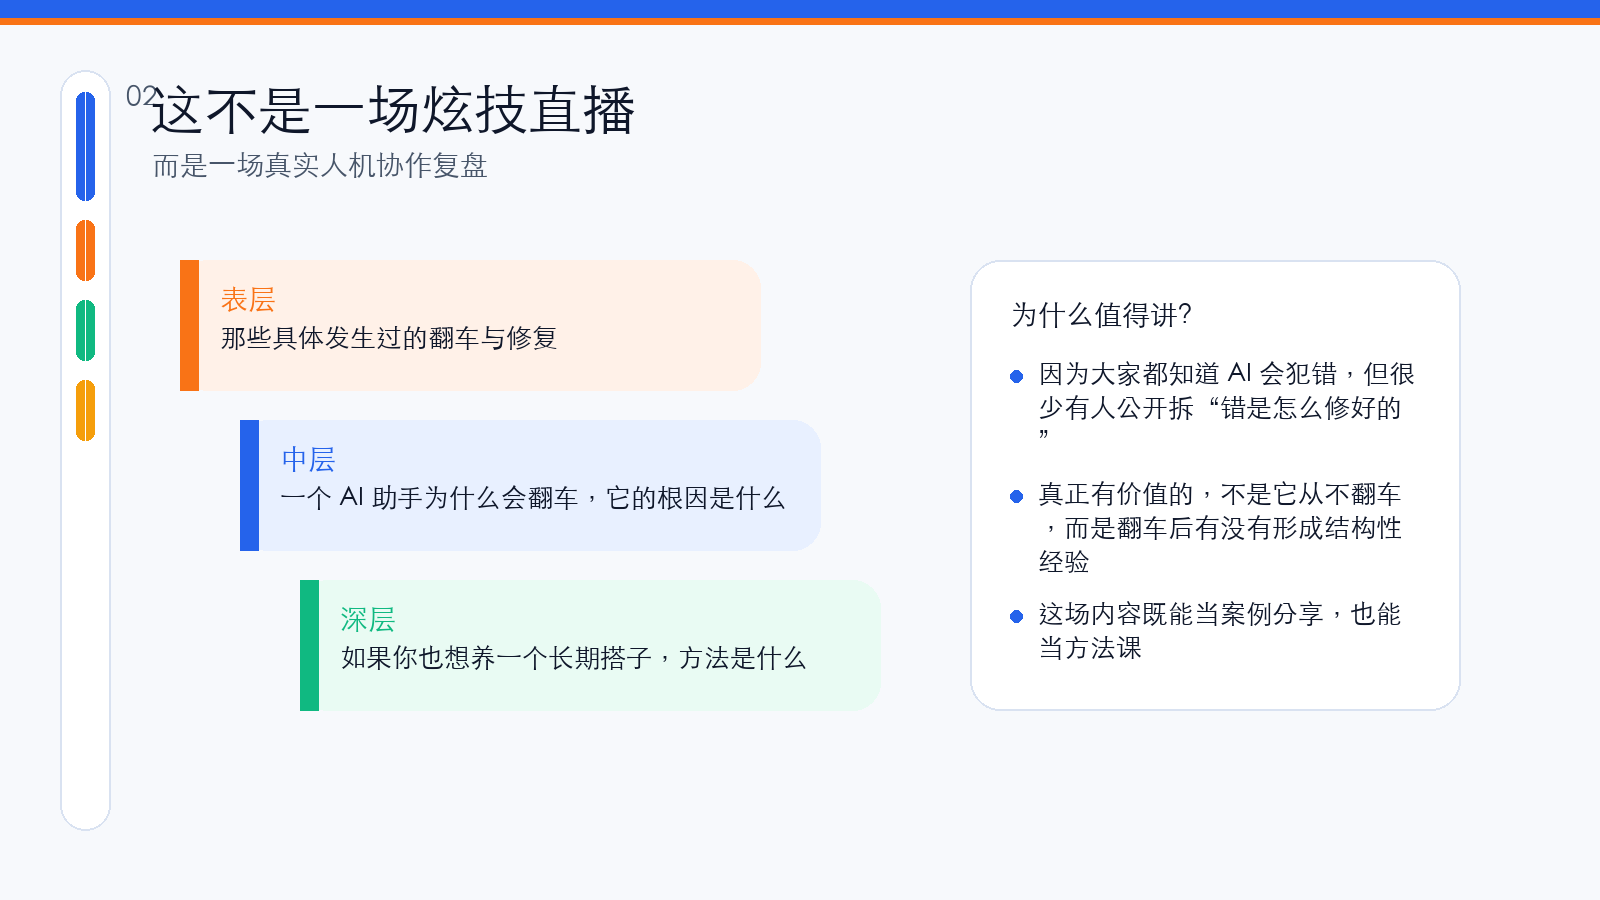 02
这不是一场炫技直播
而是一场真实人机协作复盘
表层
那些具体发生过的翻车与修复
中层
一个 AI 助手为什么会翻车，它的根因是什么
深层
如果你也想养一个长期搭子，方法是什么
为什么值得讲?
因为大家都知道 AI 会犯错，但很
少有人公开拆 “错是怎么修好的
”
真正有价值的，不是它从不翻车
，而是翻车后有没有形成结构性
经验
这场内容既能当案例分享，也能
当方法课